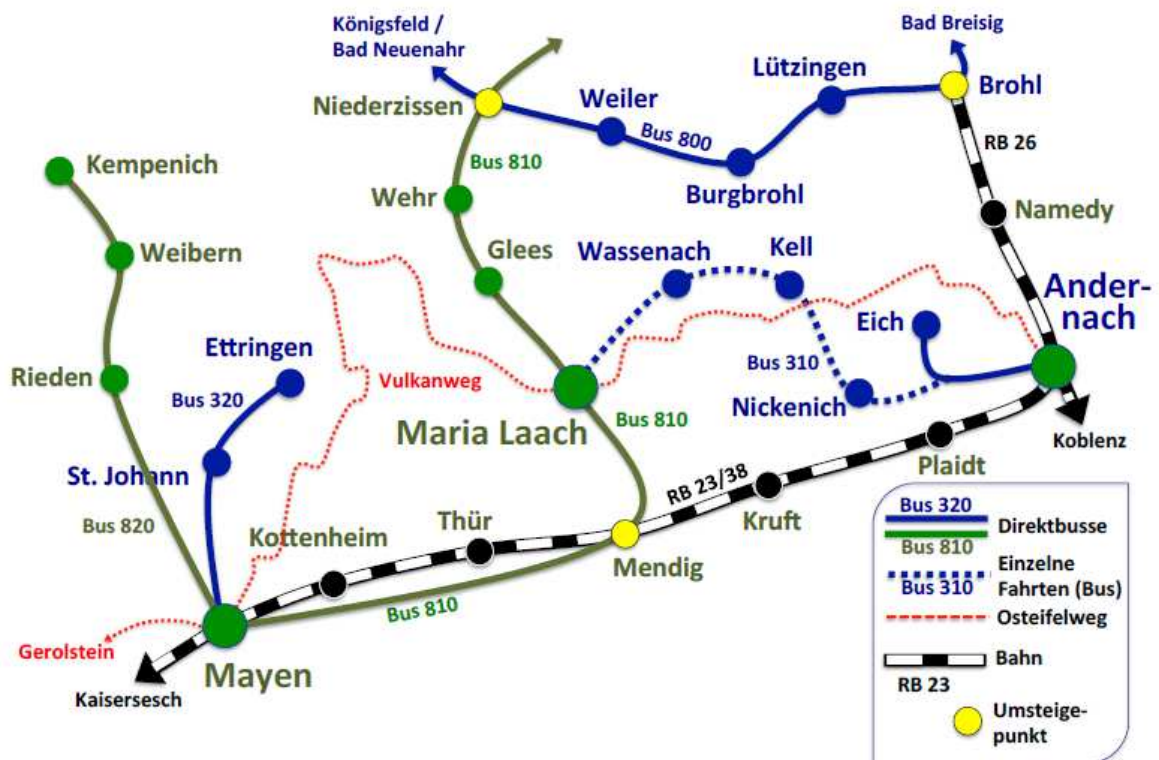 Königsfeld /
Bad Neuenahr
Bad Breisig
Niederzissen
Weiler
Lützingen
Brohl
Bus 800
RB 26
Kempenich
Bus 810
Wehr
Burgbrohl
Namedy
Weibern
Glees
Wassenach
Kell
Ander-
nach
Ettringen
Eich
Rieden
Bus 320
Vulkanweg
Bus 310
Nickenich
Maria Laach
Bus 810
Koblenz
St. Johann
Plaidt
RB 23/38
Bus 820
Kottenheim
Thür
Kruft
Mendig
Bus 810
Gerolstein
Mayen
Kaisersesch
Bus 320
Direktbusse
Bus 810
Einzelne
Bus 310
Fahrten (Bus)
Osteifelweg
Bahn
RB 23
Umsteige-
punkt